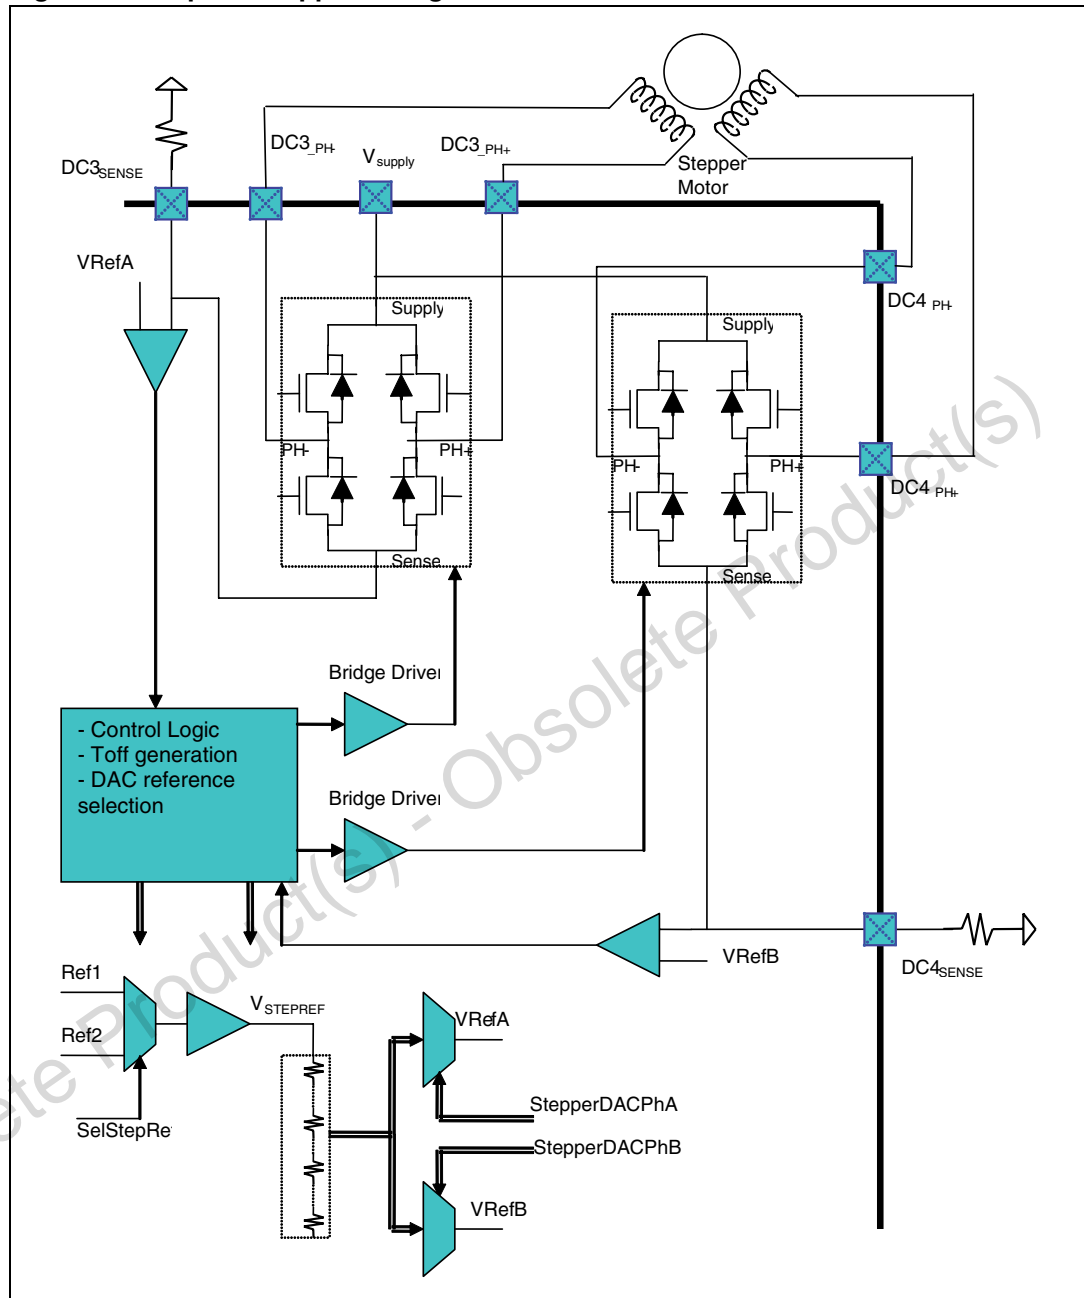 DC3_PH-
DC3_PH+
Vsupply
DC3SENSE
Stepper
Motor
VRefA
DC4 PH-
Supply
Supply
PH-
PH+
PH-
PH+
DC4 PH+
Sense
Sense
Bridge Driver
- Control Logic
- Toff generation
- DAC reference
selection
Bridge Driver
VRefB
DC4SENSE
Ref1
VSTEPREF
VRefA
Ref2
StepperDACPhA
SelStepRe
StepperDACPhB
VRefB
Obsolete Product(s) - Obsolete Product(s)